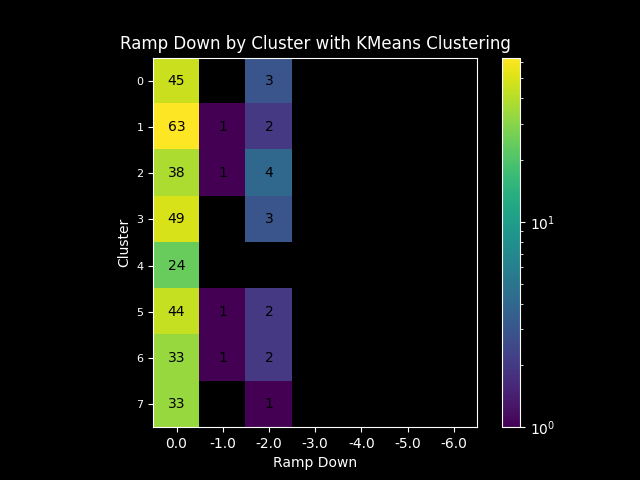 Ramp Down by Cluster with KMeans Clustering
0 45 3
1 63 1 2
2 38 1 4
3 49 3
4 24
5 44 1 2
6 33 1 2
7 33 1
Cluster
0.0 -1.0 -2.0 -3.0 -4.0 -5.0 -6.0
Ramp Down
10¹
10⁰